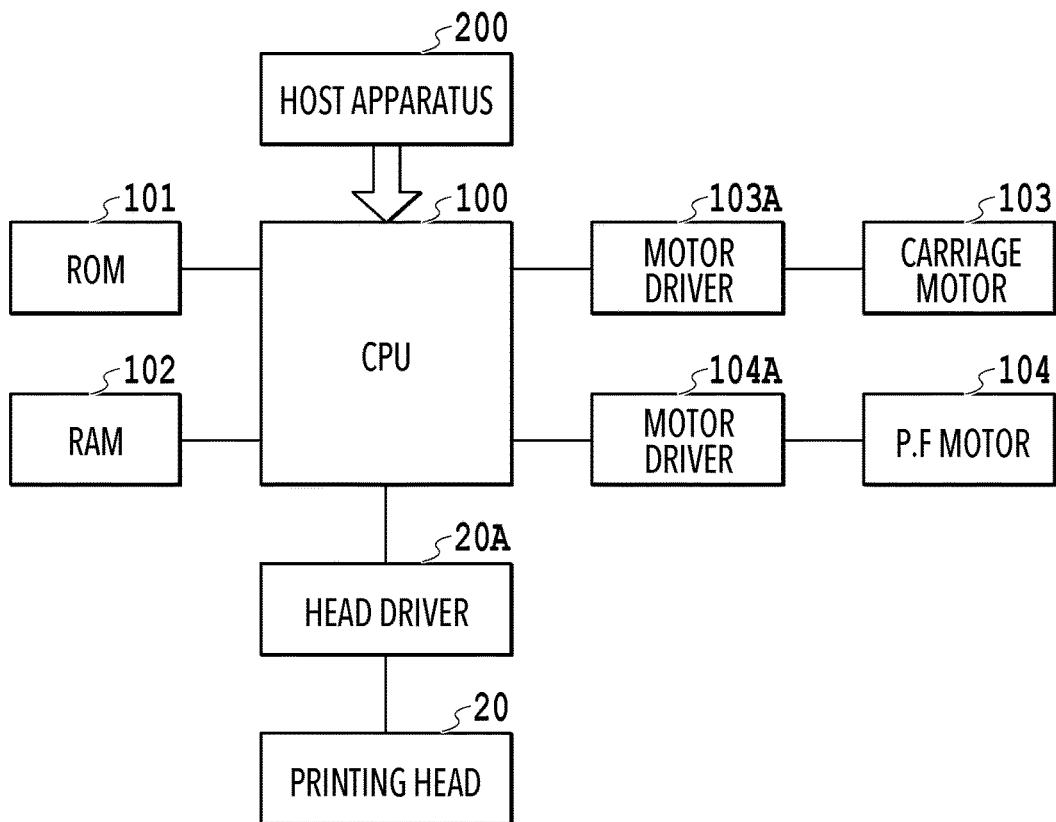 200
HOST APPARATUS
101
100
103A
103
ROM
MOTOR
DRIVER
CARRIAGE
MOTOR
CPU
102
104A
104
RAM
MOTOR
DRIVER
P.F MOTOR
20A
HEAD DRIVER
20
PRINTING HEAD